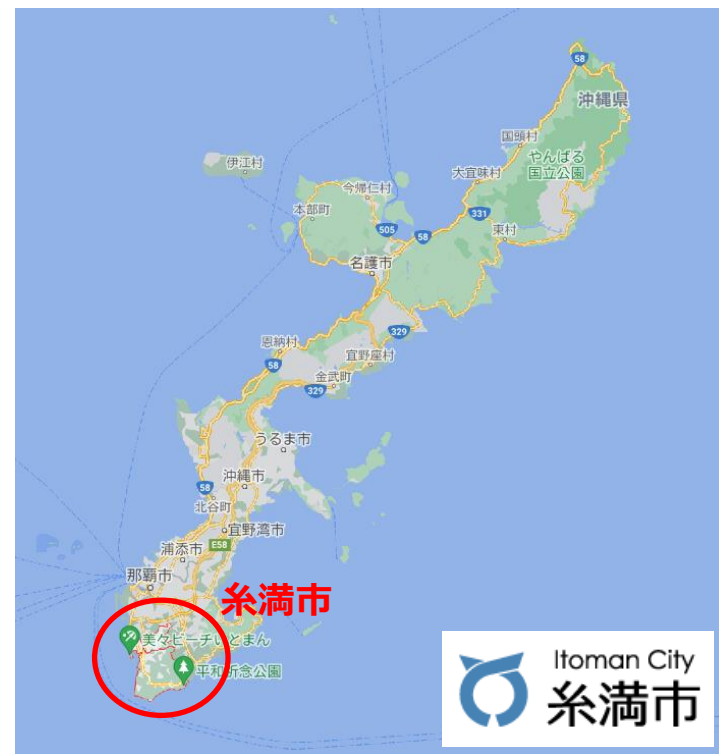 58
沖縄県
国頭村
やんばる
国立公園
伊江村
大宜味村
今帰仁村
本部町
331
505
58
東村
名護市
329
恩納村
宜野座村
58
金武町
329
うるま市
沖縄市
58
北谷町
宜野湾市
浦添市
E58
那覇市
糸満市
美々ビーチいとまん
平和祈念公園
Itoman City
糸満市